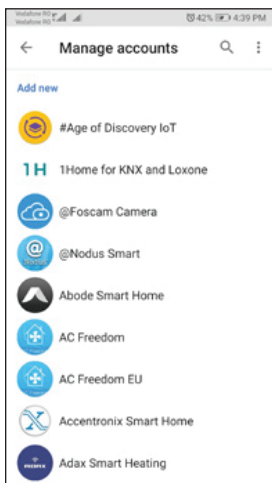 Vodafone RO
Vodafone RO
42% 4:39 PM
Manage accounts
Add new
#Age of Discovery IoT
1H 1Home for KNX and Loxone
@Foscam Camera
@Nodus Smart
Abode Smart Home
AC Freedom
AC Freedom EU
Accentronix Smart Home
Adax Smart Heating